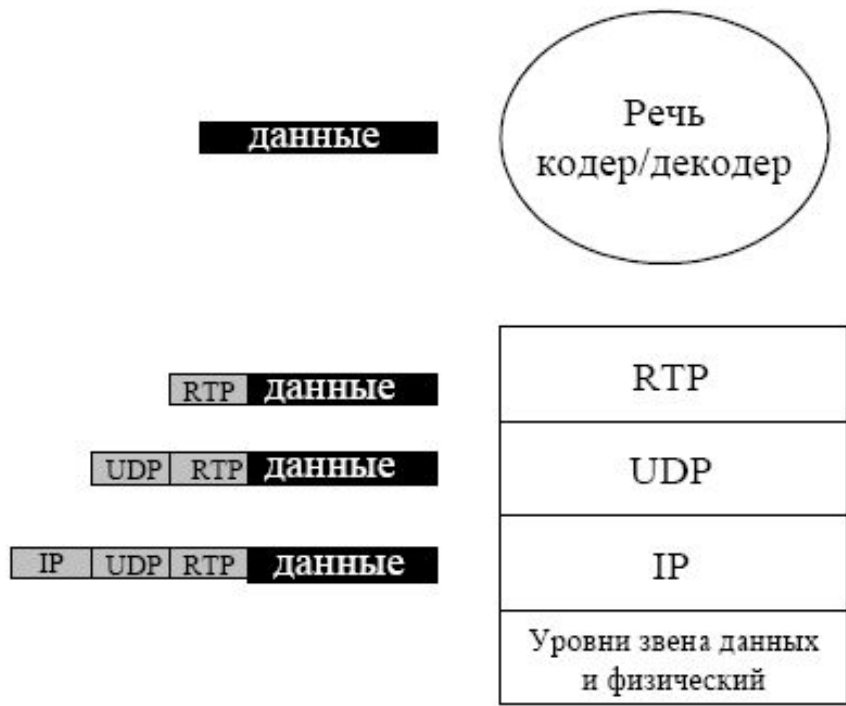 данные
Речь
кодер/декодер
RTP данные
RTP
UDP RTP данные
UDP
IP UDP RTP данные
IP
Уровни звена данных
и физический